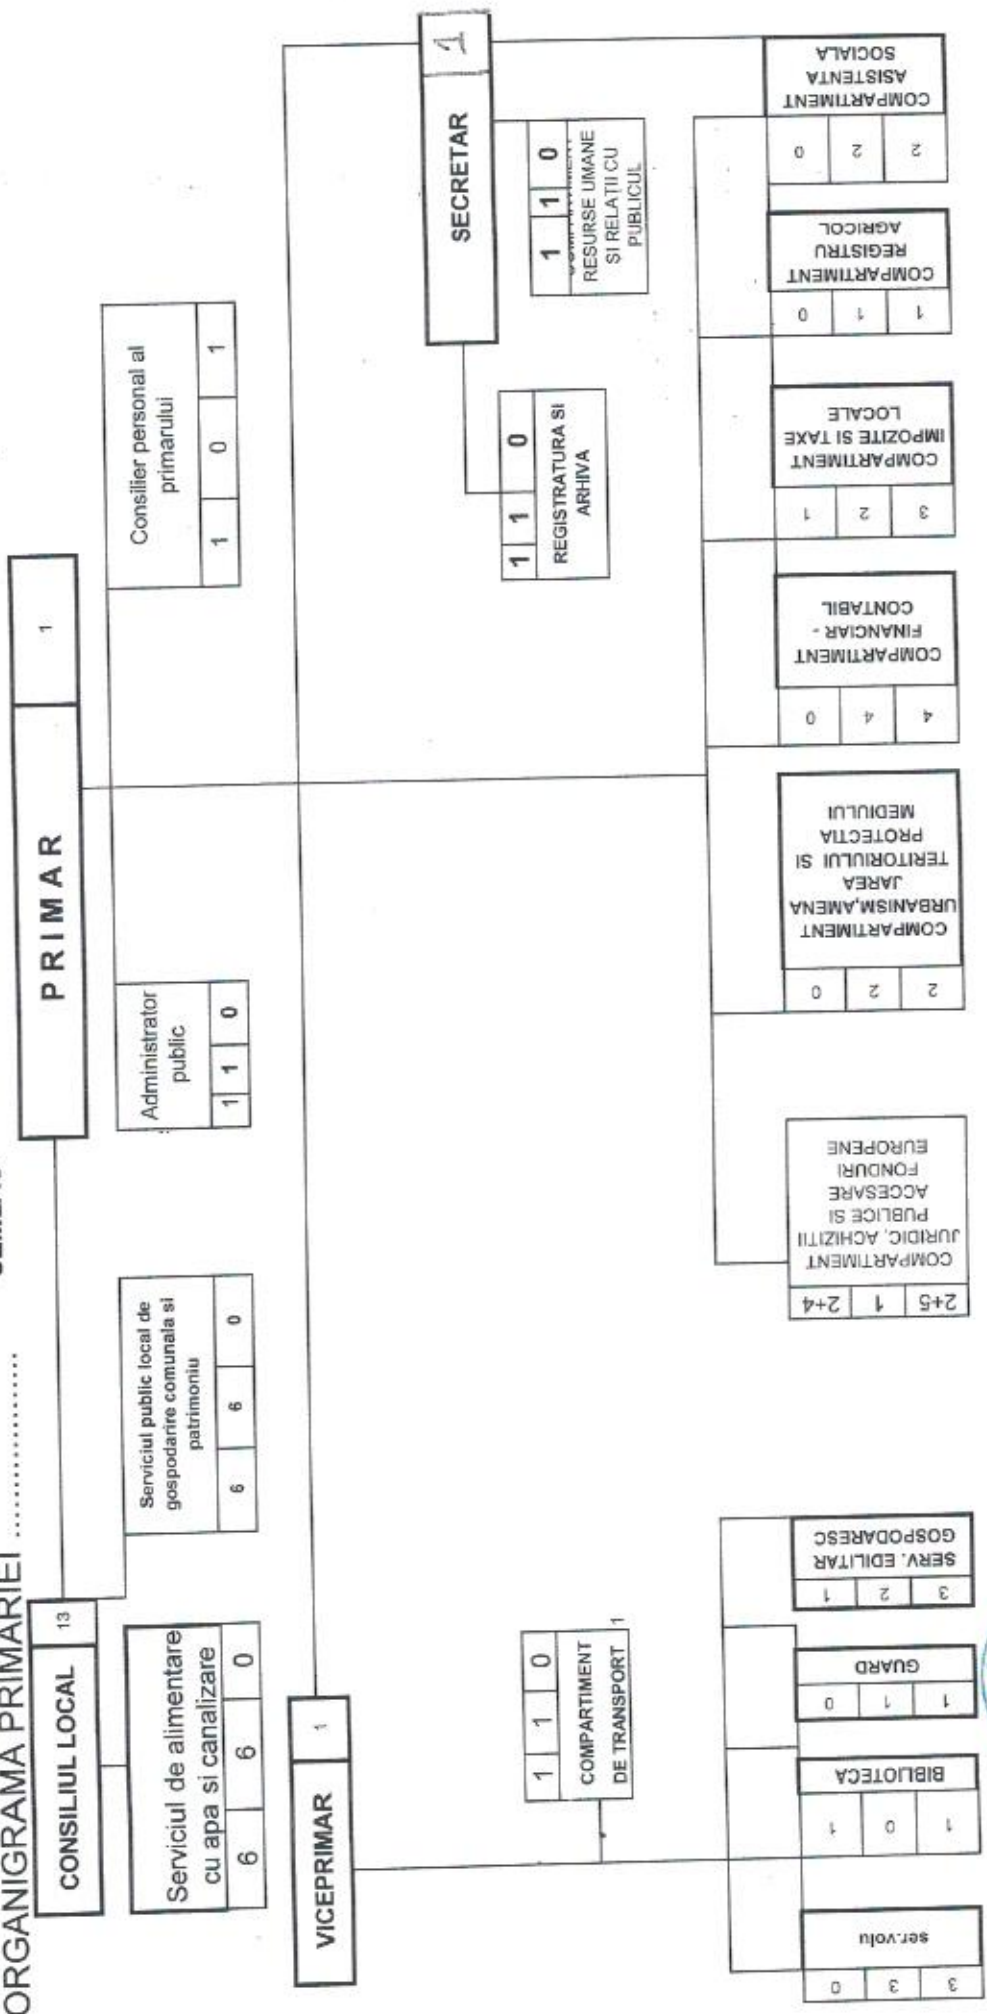 ORGANIGRAMA PRIMARIEI ..................
CONSILIUL LOCAL 13
PRIMAR 1
Serviciul de alimentare
cu apa si canalizare
6 6 0
Serviciul public local de
gospodarire comunala si
patrimoniu
6 6 0
Administrator
public
1 1 0
Consilier personal al
primarului
1 0 1
VICEPRIMAR 1
SECRETAR 1
1 1 0
COMPARTIMENT
DE TRANSPORT 1
1 1 0
REGISTRATURA SI
ARHIVA
1 1 0
COMPARTIMENT
RESURSE UMANE
SI RELATII CU
PUBLICUL
ser.volu
3 3 0
BIBLIOTECA
1 0 1
GUARD
1 1 0
SERV. EDILITAR
GOSPODARESC
3 2 1
COMPARTIMENT
JURIDIC, ACHIZITII
PUBLICE SI
ACCESARE
FONDURI
EUROPENE
2+5 1 2+4
COMPARTIMENT
URBANISM,AMENA
JAREA
TERITORIULUI SI
PROTECTIA
MEDIULUI
2 2 0
COMPARTIMENT
FINANCIAR -
CONTABIL
4 4 0
COMPARTIMENT
IMPOZITE SI TAXE
LOCALE
3 2 1
COMPARTIMENT
REGISTRU
AGRICOL
1 1 0
COMPARTIMENT
ASISTENTA
SOCIALA
2 2 0